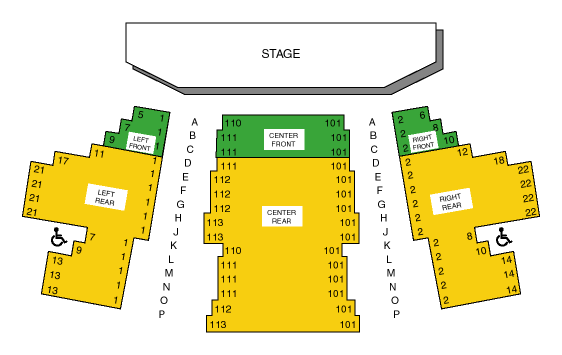 STAGE
5 1
7 1
9 1
LEFT
FRONT
11 1
17 1
21 1
21 1
21 1
21 1
LEFT
REAR
7 1
9 1
13 1
13 1
13 1
A
B
C
D
E
F
G
H
J
K
L
M
N
O
P
110 101
111 101
111 101
CENTER
FRONT
111 101
112 101
112 101
112 101
113 101
113 101
CENTER
REAR
110 101
111 101
111 101
111 101
112 101
113 101
A
B
C
D
E
F
G
H
J
K
L
M
N
O
P
2 6
2 8
2 10
RIGHT
FRONT
2 12
2 18
2 22
2 22
2 22
2 22
RIGHT
REAR
2 8
2 10
2 14
2 14
2 14